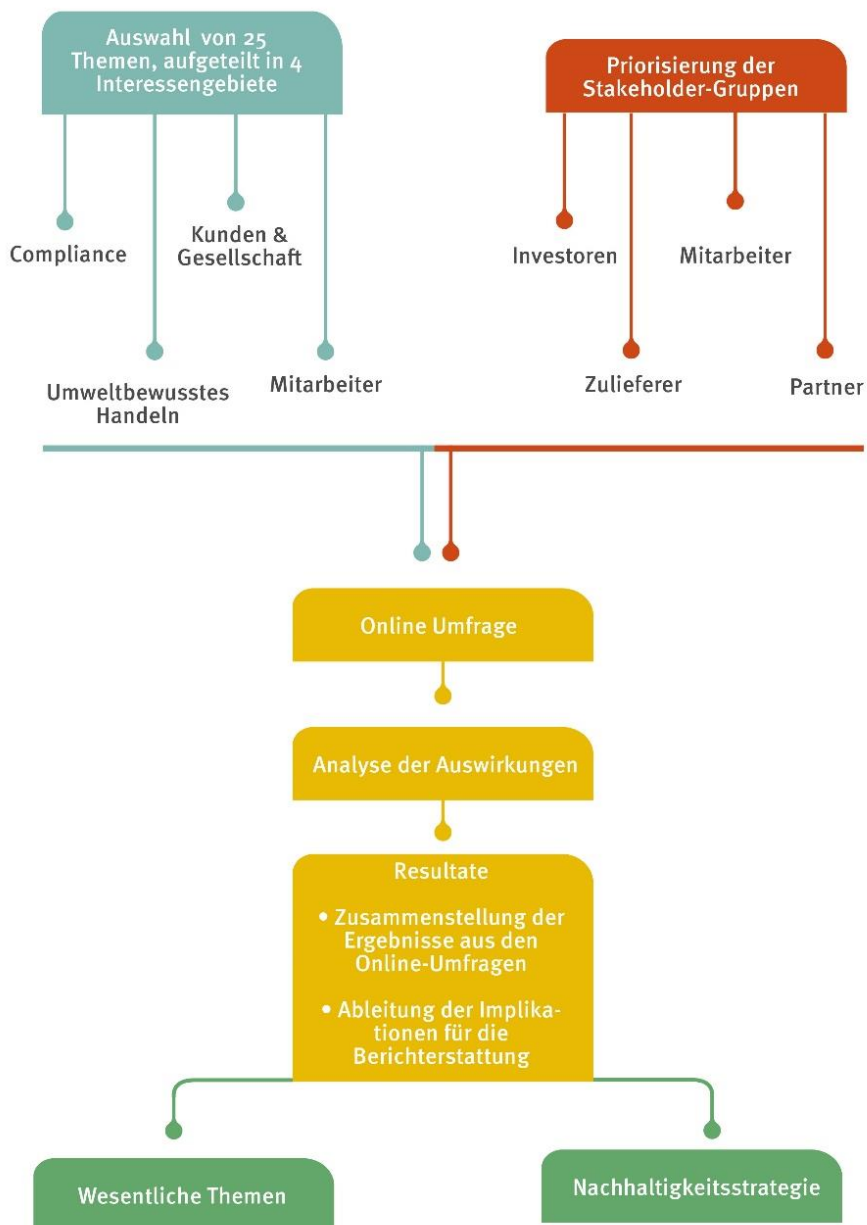 Auswahl von 25
Themen, aufgeteilt in 4
Interessengebiete
Compliance
Umweltbewusstes
Handeln
Kunden &
Gesellschaft
Mitarbeiter
Priorisierung der
Stakeholder-Gruppen
Investoren
Zulieferer
Mitarbeiter
Partner
Online Umfrage
Analyse der Auswirkungen
Resultate
• Zusammenstellung der
Ergebnisse aus den
Online-Umfragen
• Ableitung der Implika-
tionen für die
Berichterstattung
Wesentliche Themen
Nachhaltigkeitsstrategie